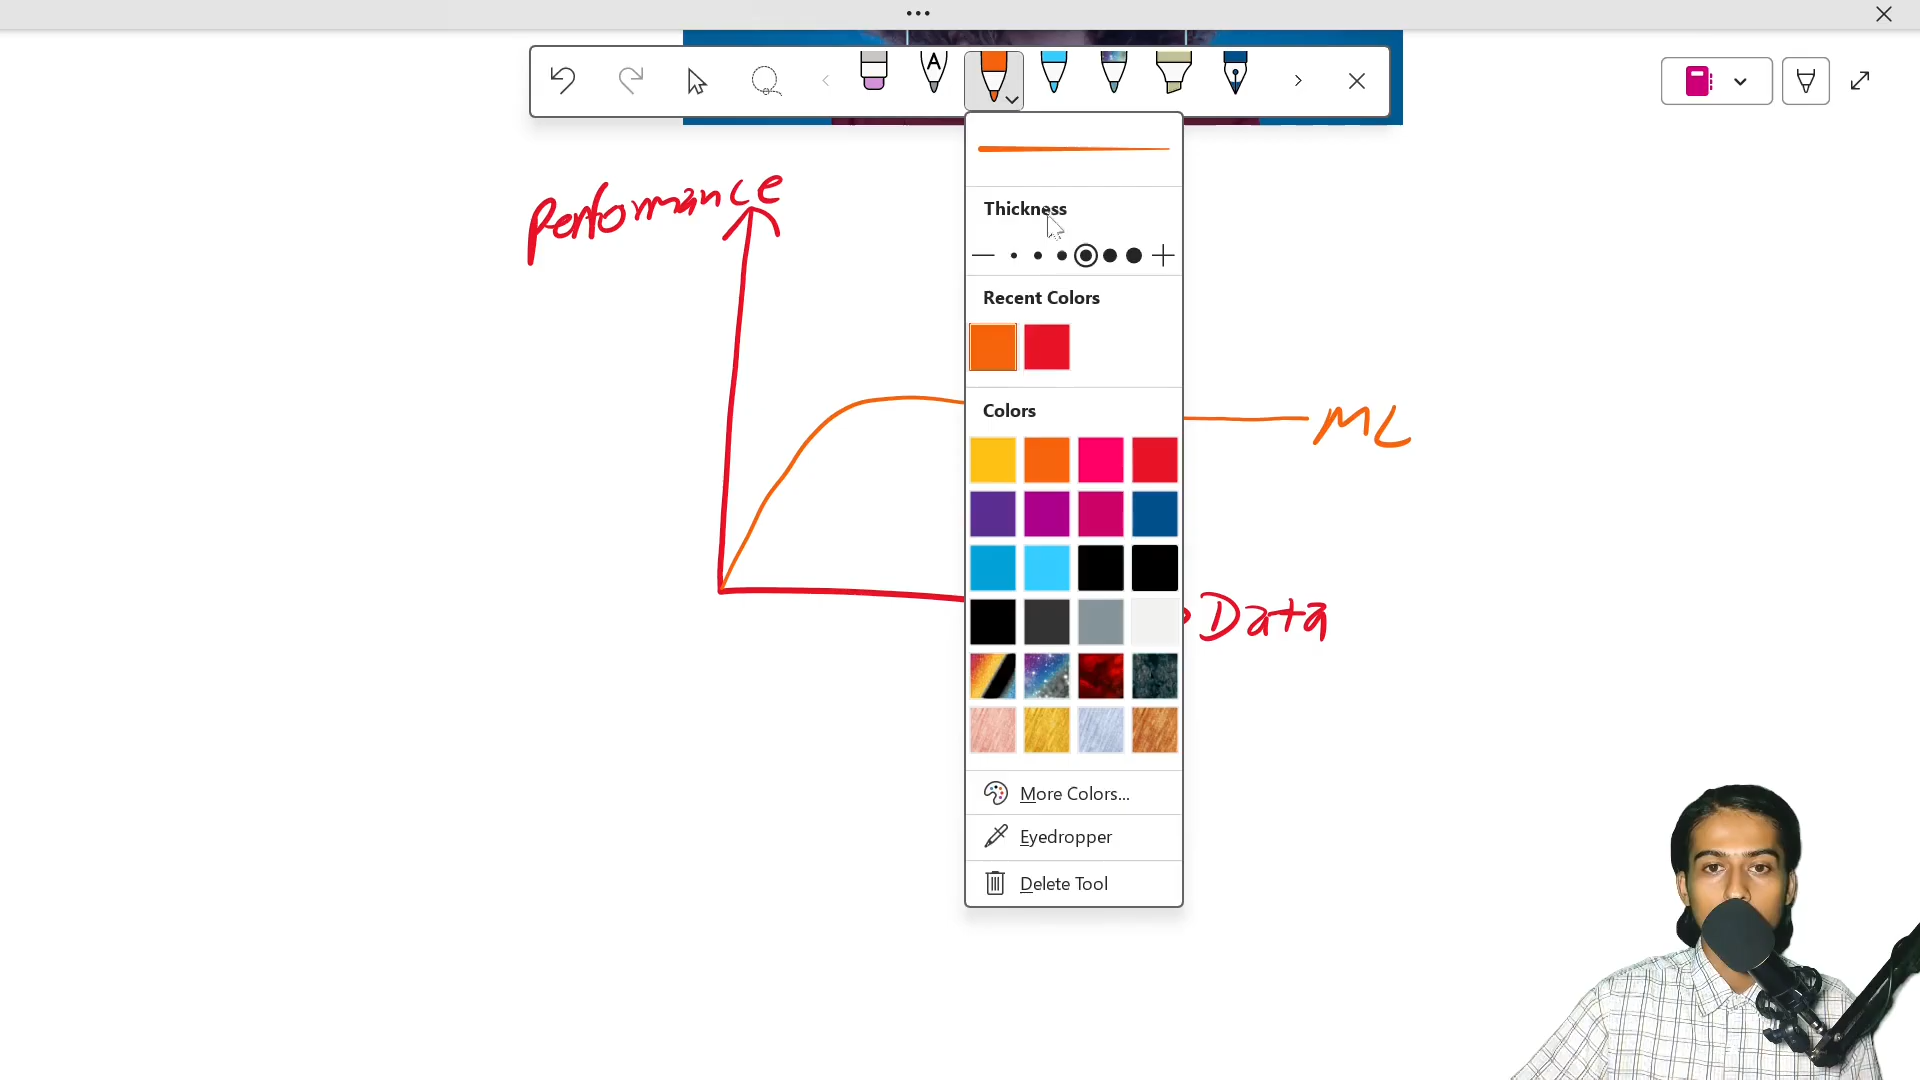 Performance
Thickness
Recent Colors
Colors
ML
Data
More Colors...
Eyedropper
Delete Tool